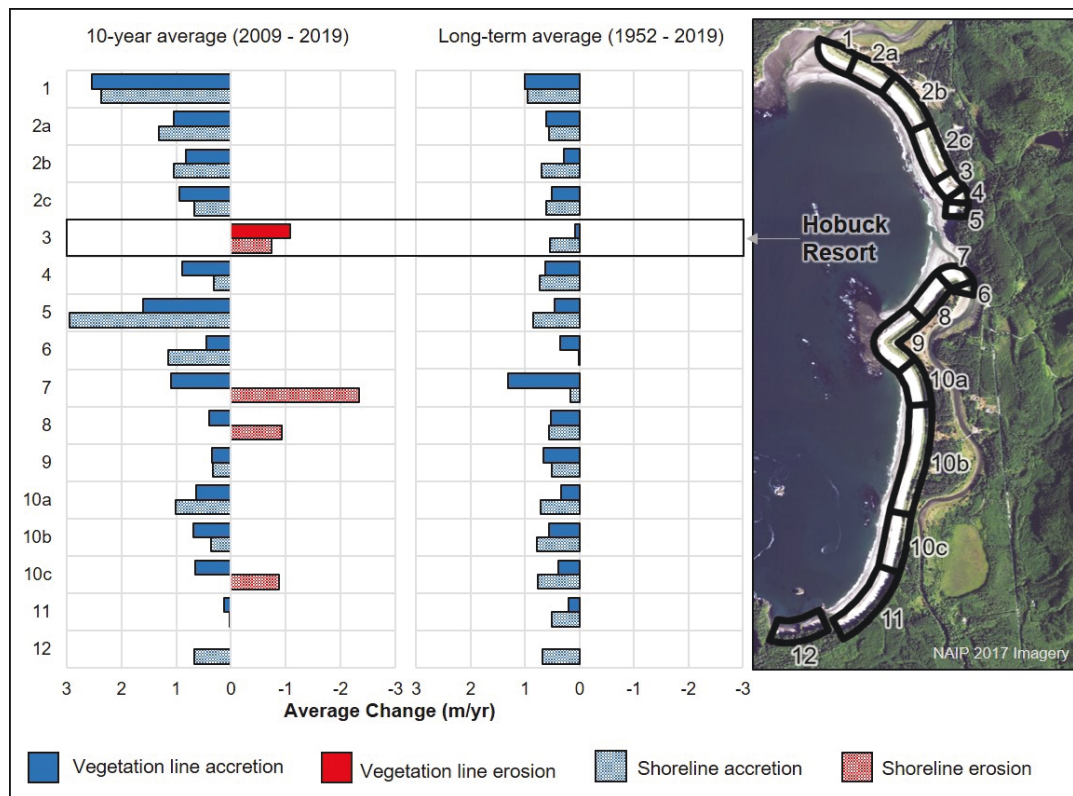 10-year average (2009 - 2019)
Long-term average (1952 - 2019)
1
2a
2b
2c
3
4
5
6
7
8
9
10a
10b
10c
11
12
3 2 1 0 -1 -2 -3
3 2 1 0 -1 -2 -3
Average Change (m/yr)
1
2a
2b
2c
3
4
5
Hobuck
Resort
7
6
8
9
10a
10b
10c
11
12
NAIP 2017 Imagery
Vegetation line accretion
Vegetation line erosion
Shoreline accretion
Shoreline erosion